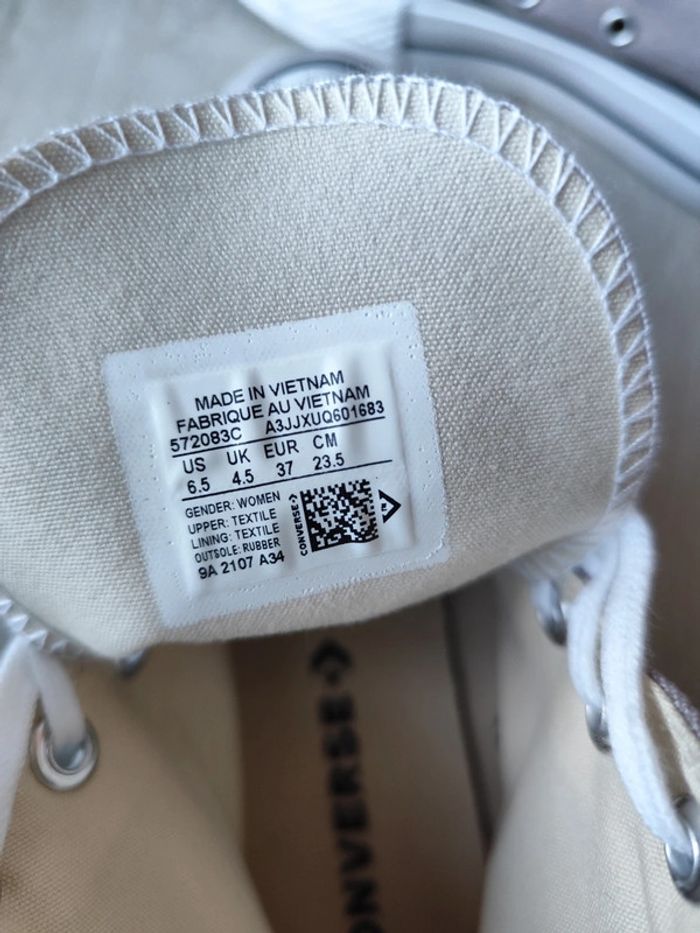 MADE IN VIETNAM
FABRIQUE AU VIETNAM
572083C A3JJXUQ601683
US UK EUR CM
6.5 4.5 37 23.5
GENDER: WOMEN
UPPER: TEXTILE
LINING: TEXTILE
OUTSOLE: RUBBER
9A 2107 A34
CONVERSE
CONVERSE